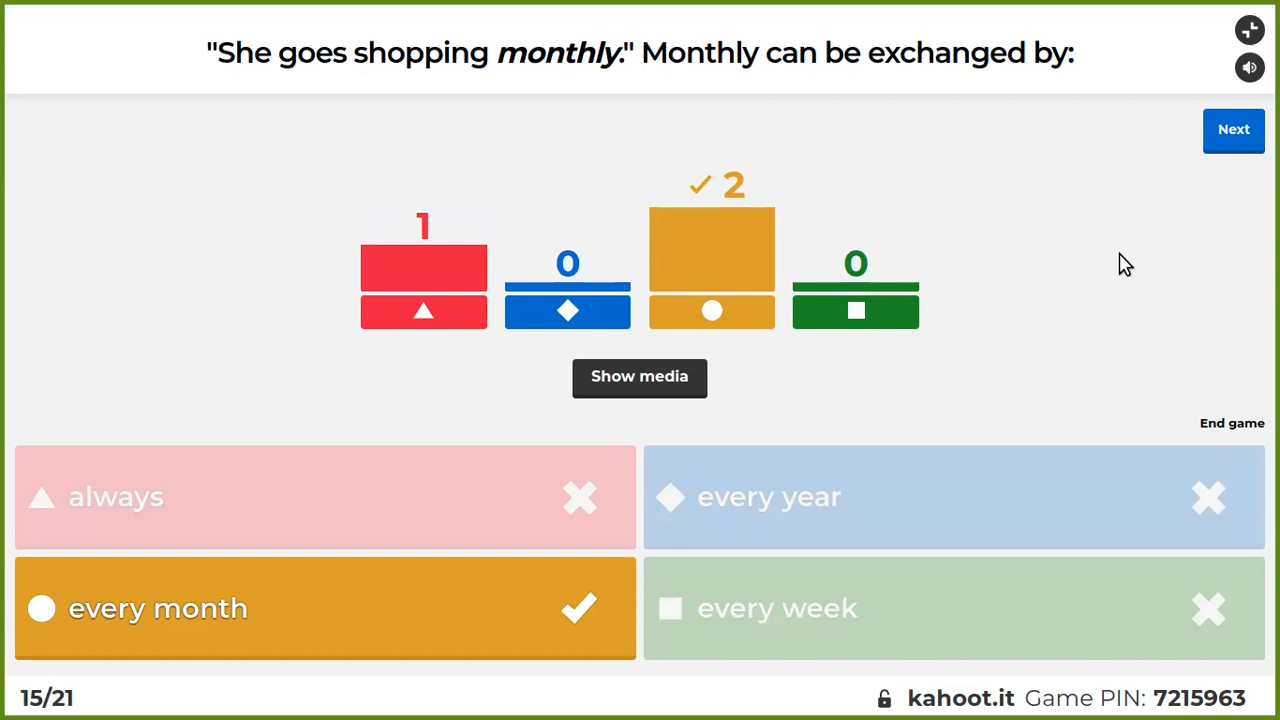 "She goes shopping monthly." Monthly can be exchanged by:
Next
1
0
2
0
Show media
End game
always
every year
every month
every week
15/21
kahoot.it Game PIN: 7215963